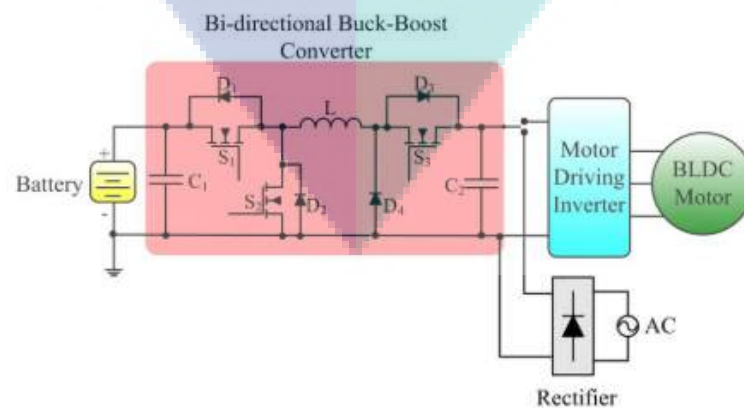 Bi-directional Buck-Boost
Converter
D₁
L
D₃
S₁
S₃
Battery
+
-
C₁
S₂
D₂
D₄
C₂
Motor
Driving
Inverter
BLDC
Motor
AC
Rectifier